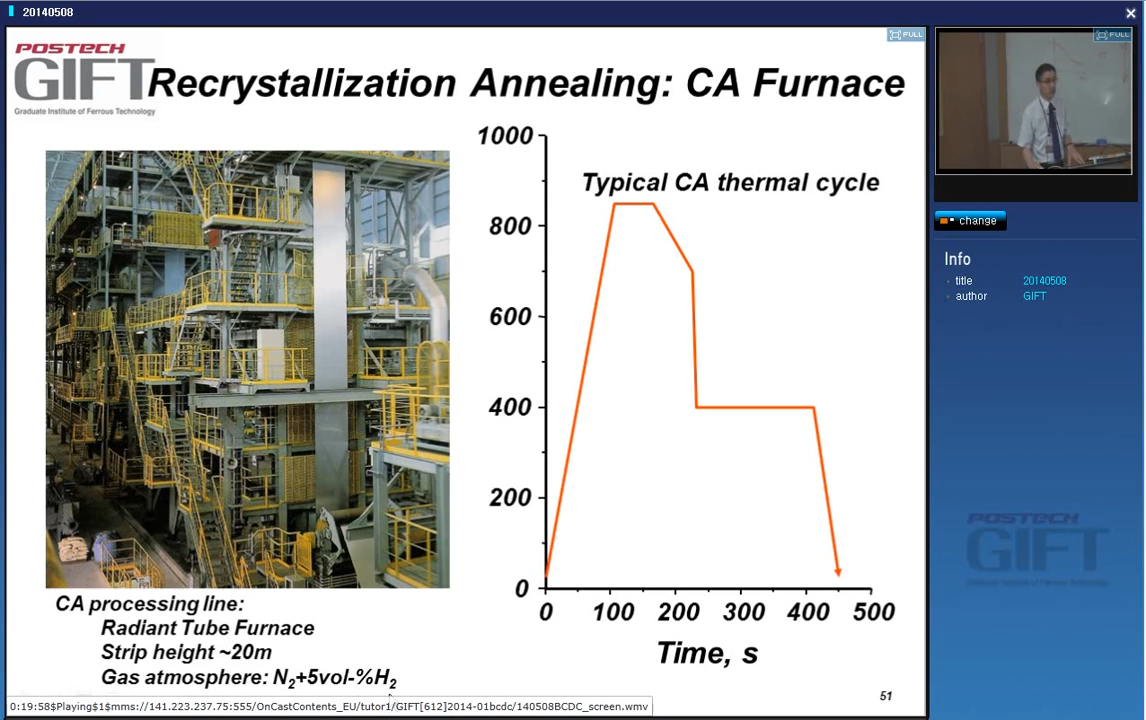 20140508
FULL
POSTECH
GIFT
Graduate Institute of Ferrous Technology
Recrystallization Annealing: CA Furnace
1000
800
600
400
200
0
Typical CA thermal cycle
0 100 200 300 400 500
Time, s
CA processing line:
Radiant Tube Furnace
Strip height ~20m
Gas atmosphere: N2+5vol-%H2
51
0:19:58$Playing$1$mms://141.223.237.75:555/OnCastContents_EU/tutor1/GIFT[612]2014-01bcdc/140508BCDC_screen.wmv
FULL
change
Info
title 20140508
author GIFT
POSTECH
GIFT
Graduate Institute of Ferrous Technology